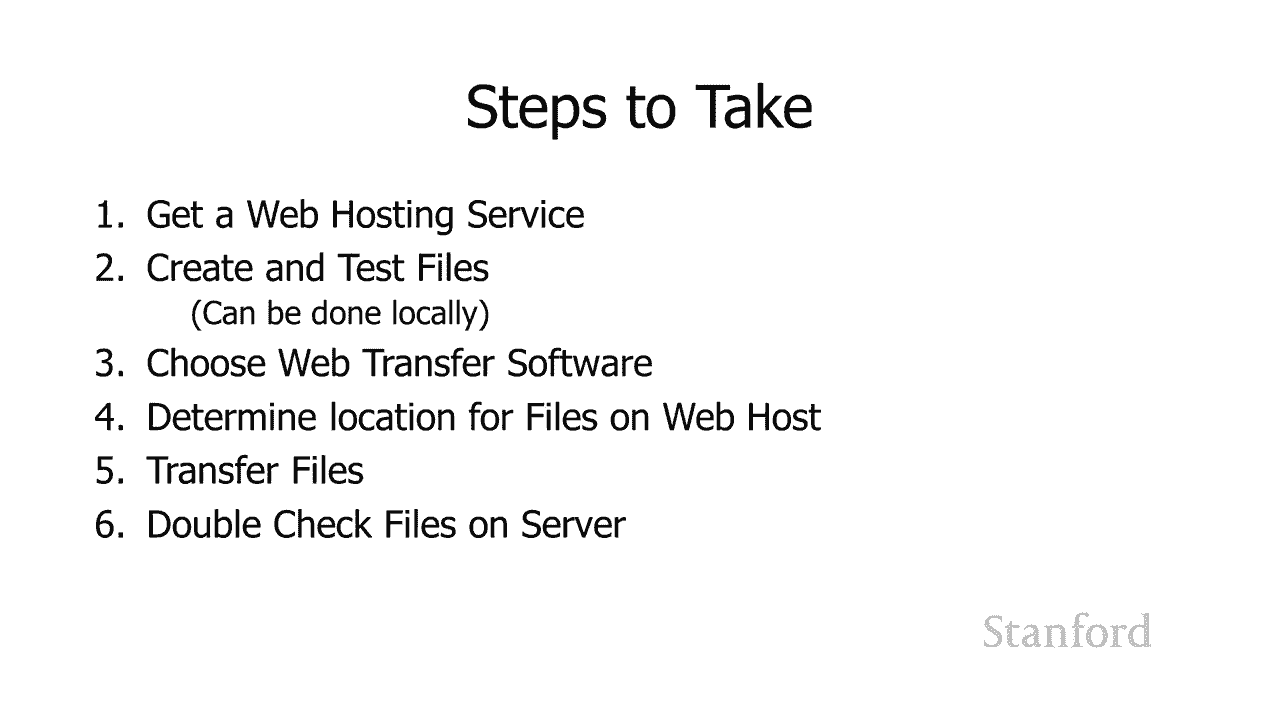 Steps to Take
1. Get a Web Hosting Service
2. Create and Test Files
(Can be done locally)
3. Choose Web Transfer Software
4. Determine location for Files on Web Host
5. Transfer Files
6. Double Check Files on Server
Stanford